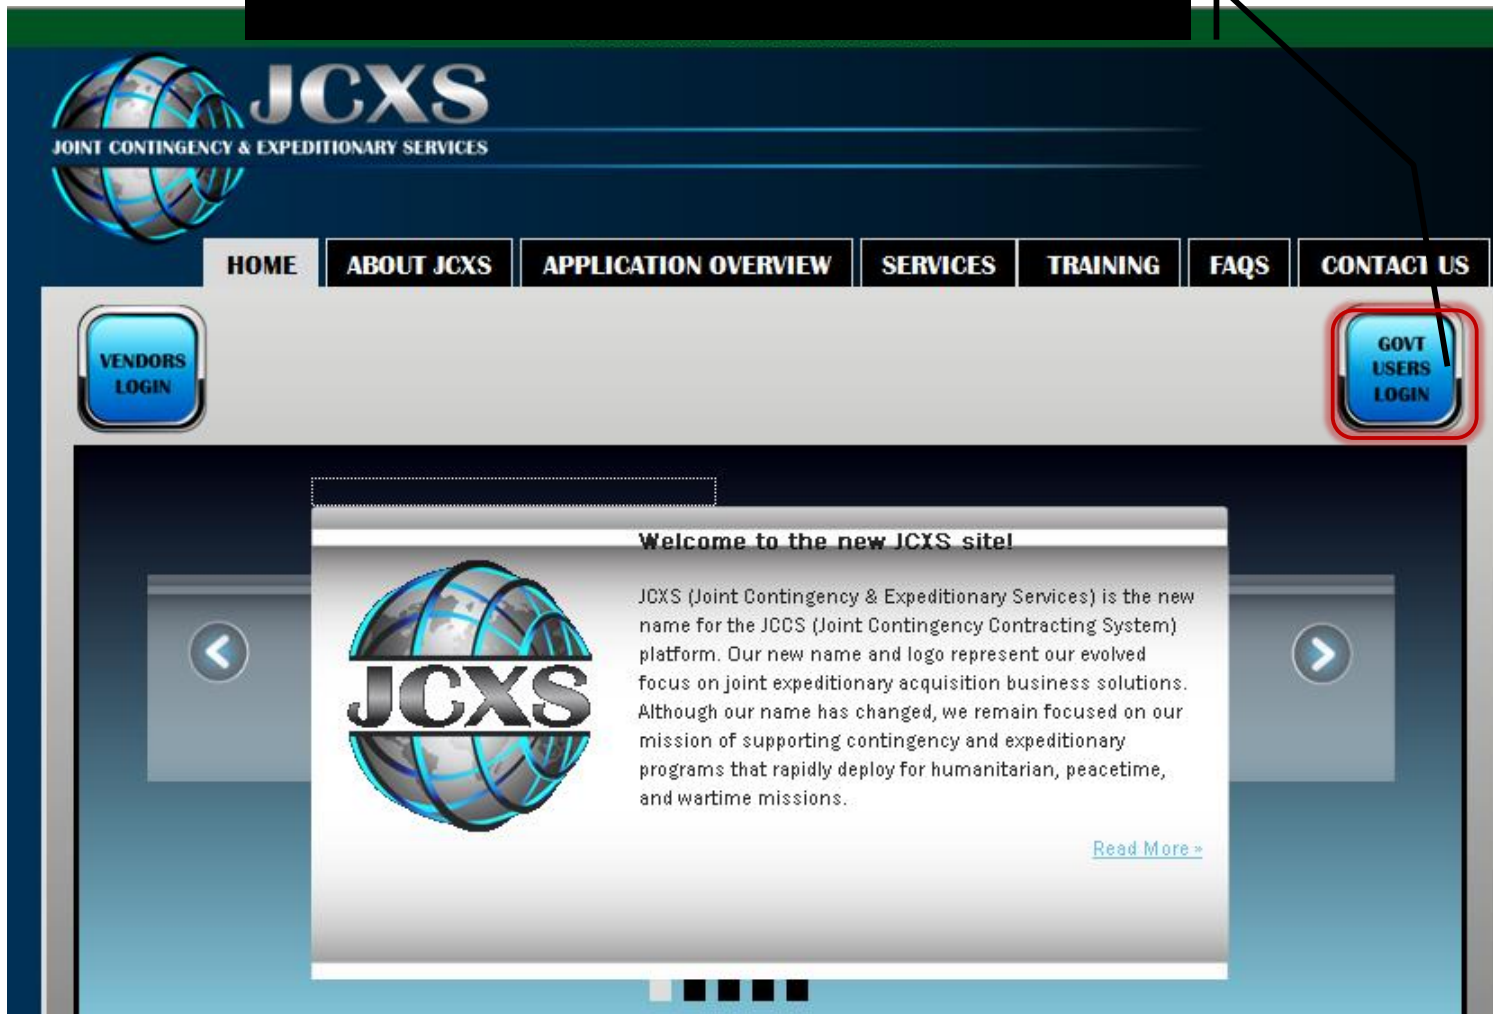 JCXS
JOINT CONTINGENCY & EXPEDITIONARY SERVICES
HOME ABOUT JCXS APPLICATION OVERVIEW SERVICES TRAINING FAQS CONTACT US
VENDORS
LOGIN
GOVT
USERS
LOGIN
Welcome to the new JCXS site!
JCXS (Joint Contingency & Expeditionary Services) is the new
name for the JCCS (Joint Contingency Contracting System)
platform. Our new name and logo represent our evolved
focus on joint expeditionary acquisition business solutions.
Although our name has changed, we remain focused on our
mission of supporting contingency and expeditionary
programs that rapidly deploy for humanitarian, peacetime,
and wartime missions.
JCXS
Read More »